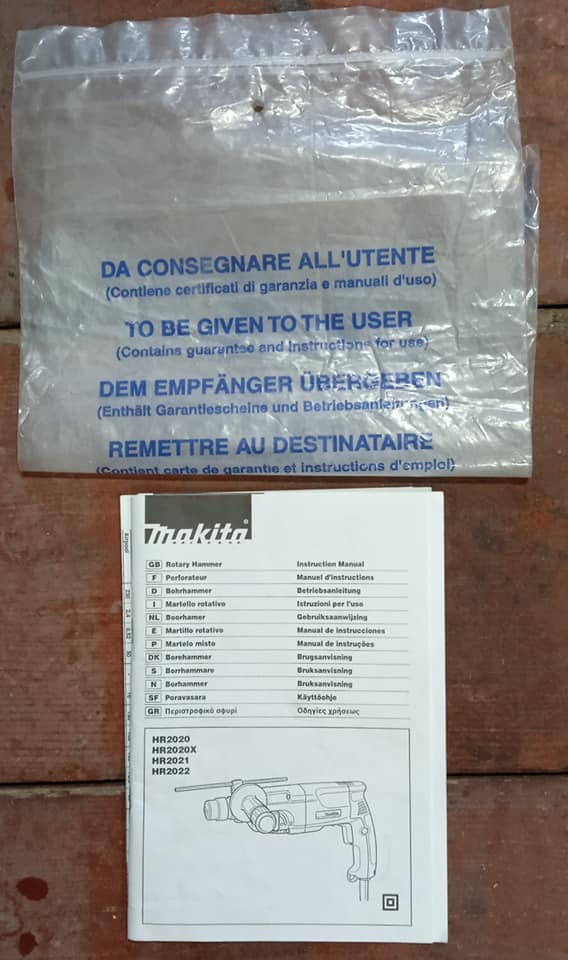 DA CONSEGNARE ALL'UTENTE
(Contiene certificati di garanzia e manuali d'uso)
TO BE GIVEN TO THE USER
(Contains guarantee and instructions for use)
DEM EMPFÄNGER ÜBERGEBEN
(Enthält Garantiescheine und Betriebsanleitungen)
REMETTRE AU DESTINATAIRE
(Contient carte de garantie et instructions d'emploi)
makita
GB Rotary Hammer Instruction Manual
F Perforateur Manuel d'instructions
D Bohrhammer Betriebsanleitung
I Martello rotativo Istruzioni per l'uso
NL Boorhamer Gebruiksaanwijzing
E Martillo rotativo Manual de instrucciones
P Martelo misto Manual de instruções
DK Borehammer Brugsanvisning
S Borrhammare Bruksanvisning
N Borhammer Bruksanvisning
SF Poravasara Käyttöohje
GR Περιστροφικό σφυρί Οδηγίες χρήσεως
HR2020
HR2020X
HR2021
HR2022
makita